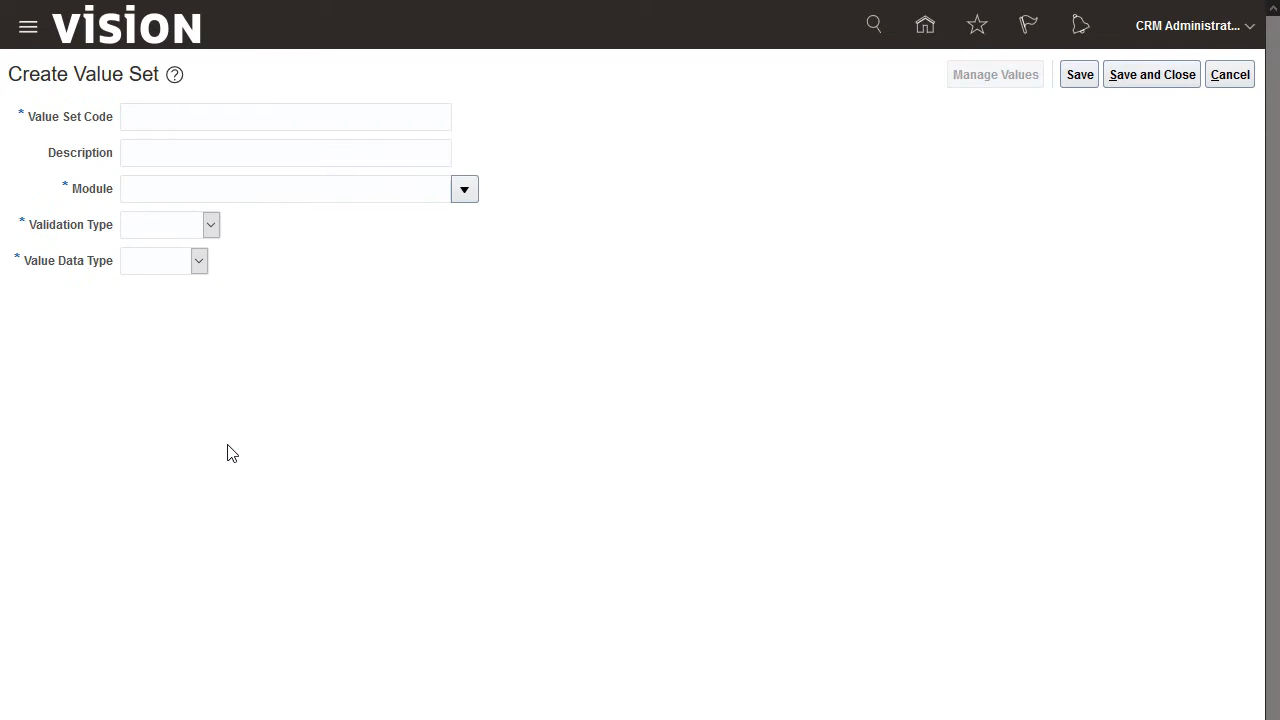 vision
CRM Administrat...
Create Value Set
Manage Values
Save
Save and Close
Cancel
* Value Set Code
Description
* Module
* Validation Type
* Value Data Type